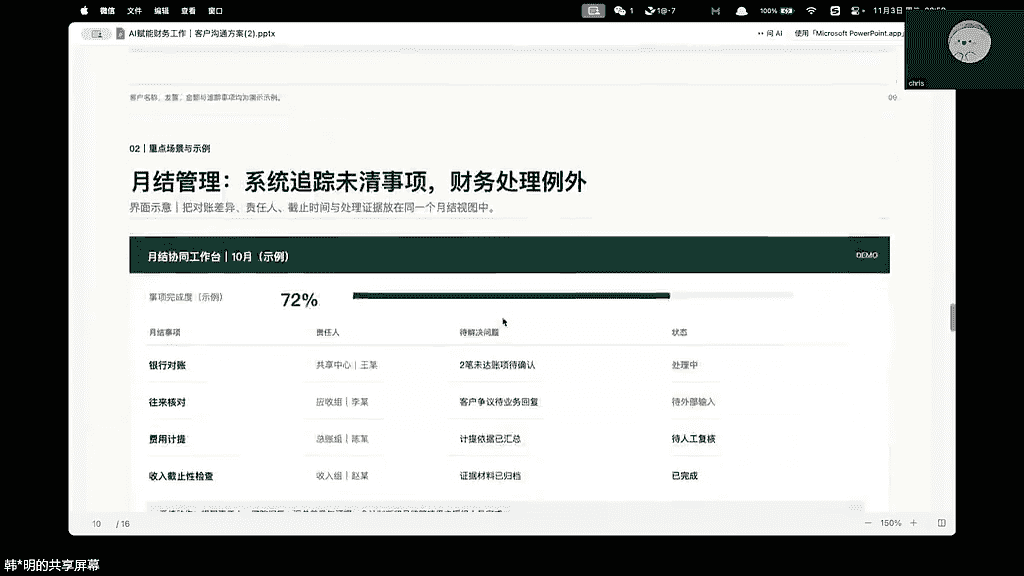 微信 文件 编辑 查看 窗口
1 1@·7 100% 11月3日
AI赋能财务工作 | 客户沟通方案(2).pptx
问 AI 使用「Microsoft PowerPoint.app」
chris
客户名称、发票、金额与进额事项均为演示示例。
09
02 | 重点场景与示例
月结管理：系统追踪未清事项，财务处理例外
界面示意 | 把对账差异、责任人、截止时间与处理证据放在同一个月结视图中。
月结协同工作台 | 10月（示例） DEMO
事项完成度（示例） 72%
月结事项 责任人 待解决问题 状态
银行对账 共享中心 | 王某 2笔未达账项待确认 处理中
往来核对 应收组 | 李某 客户争议待业务回复 待外部输入
费用计提 总账组 | 陈某 计提依据已汇总 待人工复核
收入截止性检查 收入组 | 赵某 证据材料已归档 已完成
10 / 16 150%
韩*明的共享屏幕